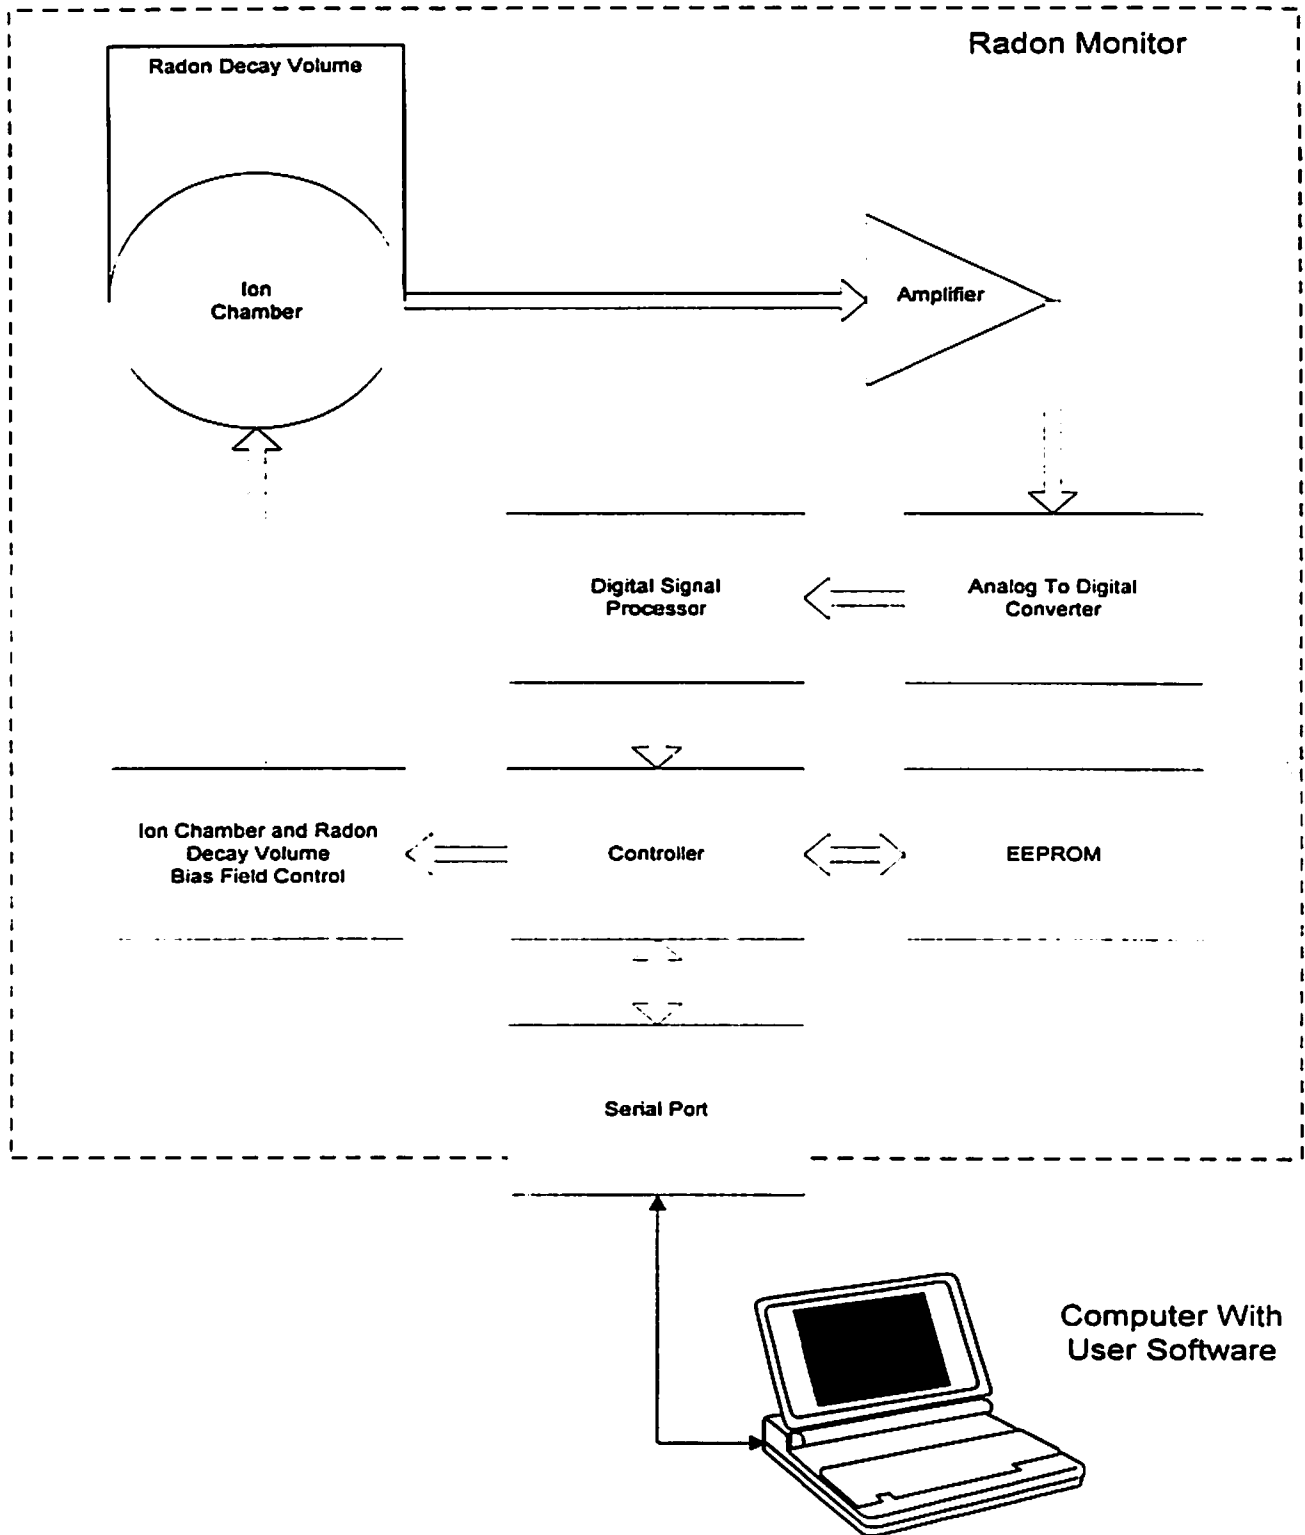 Radon Monitor
Radon Decay Volume
Ion
Chamber
Amplifier
Digital Signal
Processor
Analog To Digital
Converter
Ion Chamber and Radon
Decay Volume
Bias Field Control
Controller
EEPROM
Serial Port
Computer With
User Software